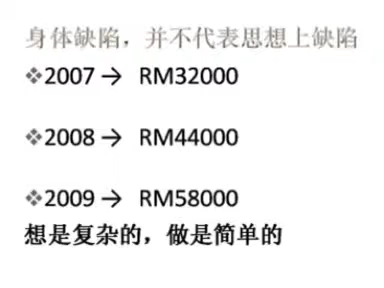 身体缺陷，并不代表思想上缺陷
❖2007 → RM32000
❖2008 → RM44000
❖2009 → RM58000
想是复杂的，做是简单的